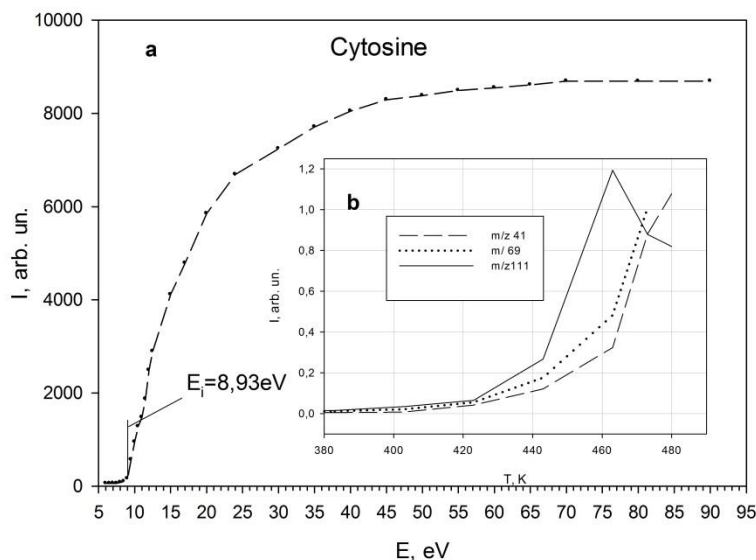 a
Cytosine
I, arb. un.
10000
8000
6000
4000
2000
0
Ei=8,93eV
5 10 15 20 25 30 35 40 45 50 55 60 65 70 75 80 85 90 95
E, eV
b
I, arb. un.
1,2
1,0
0,8
0,6
0,4
0,2
0,0
m/z 41
m/ 69
m/z111
380 400 420 440 460 480
T, K